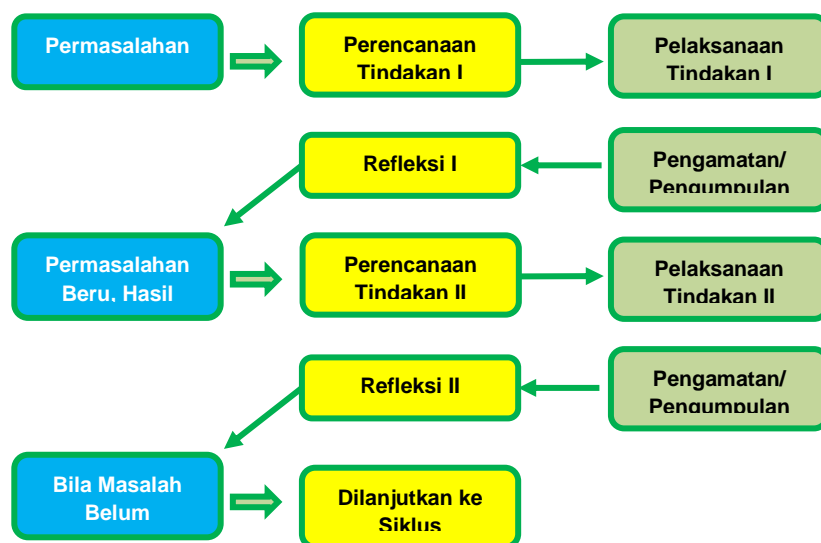 Permasalahan
Perencanaan
Tindakan I
Pelaksanaan
Tindakan I
Refleksi I
Pengamatan/
Pengumpulan
Permasalahan
Beru, Hasil
Perencanaan
Tindakan II
Pelaksanaan
Tindakan II
Refleksi II
Pengamatan/
Pengumpulan
Bila Masalah
Belum
Dilanjutkan ke
Siklus